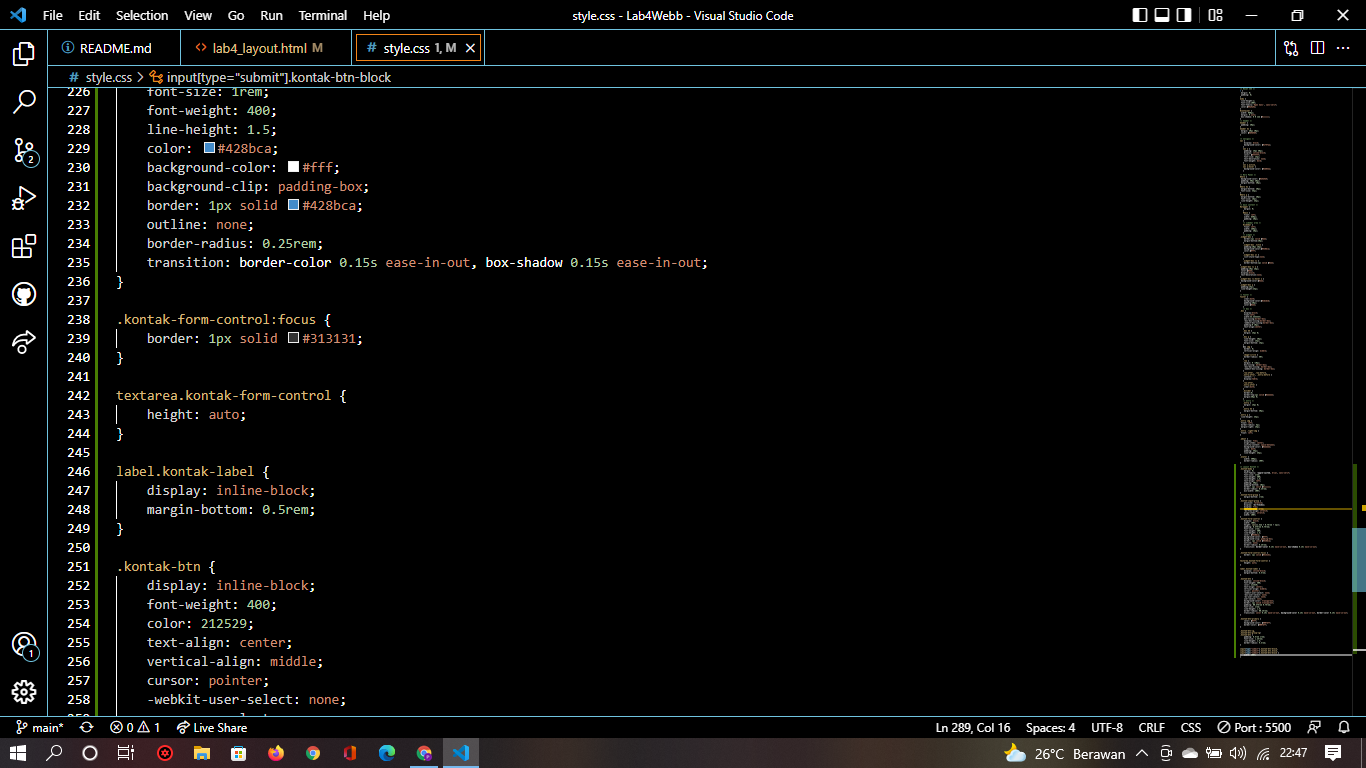 File Edit Selection View Go Run Terminal Help style.css - Lab4Webb - Visual Studio Code
README.md lab4_layout.html M # style.css 1, M
# style.css > input[type="submit"].kontak-btn-block
226 font-size: 1rem;
227 font-weight: 400;
228 line-height: 1.5;
229 color: #428bca;
230 background-color: #fff;
231 background-clip: padding-box;
232 border: 1px solid #428bca;
233 outline: none;
234 border-radius: 0.25rem;
235 transition: border-color 0.15s ease-in-out, box-shadow 0.15s ease-in-out;
236 }
237
238 .kontak-form-control:focus {
239 border: 1px solid #313131;
240 }
241
242 textarea.kontak-form-control {
243 height: auto;
244 }
245
246 label.kontak-label {
247 display: inline-block;
248 margin-bottom: 0.5rem;
249 }
250
251 .kontak-btn {
252 display: inline-block;
253 font-weight: 400;
254 color: 212529;
255 text-align: center;
256 vertical-align: middle;
257 cursor: pointer;
258 -webkit-user-select: none;
2
1
main* 0 1 Live Share Ln 289, Col 16 Spaces: 4 UTF-8 CRLF CSS Port : 5500
26°C Berawan 22:47